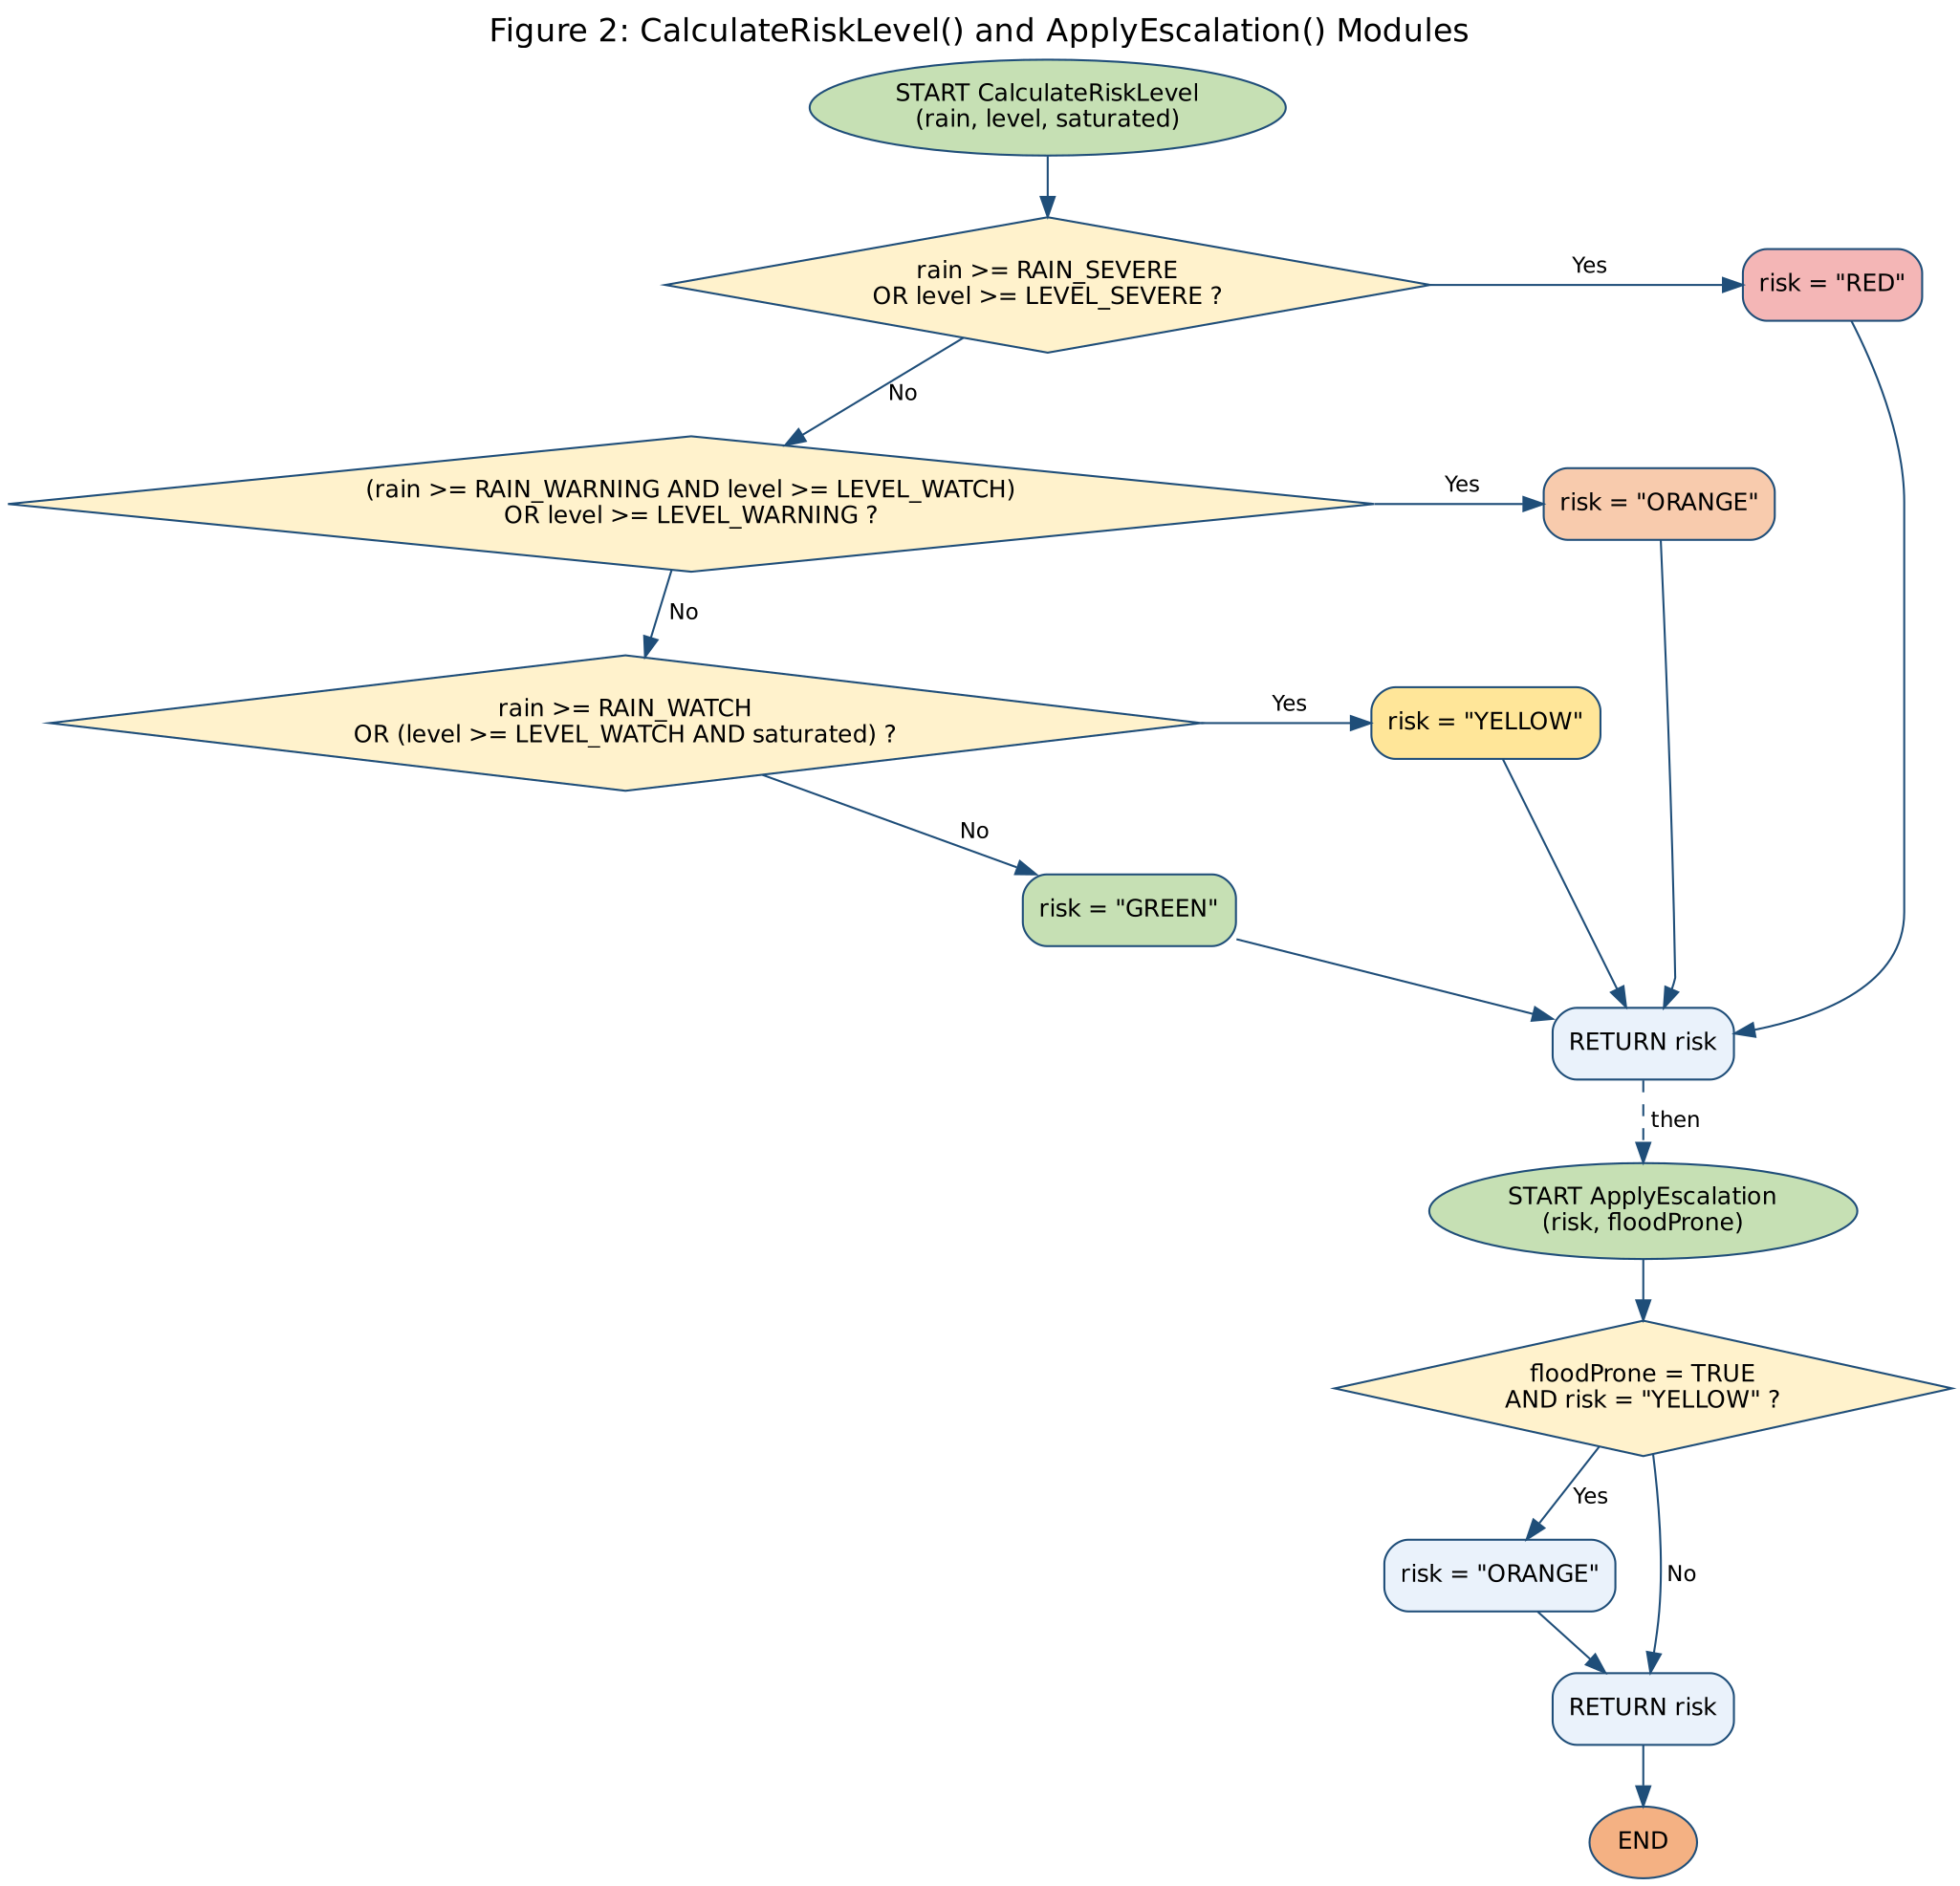 Figure 2: CalculateRiskLevel() and ApplyEscalation() Modules
START CalculateRiskLevel
(rain, level, saturated)
rain >= RAIN_SEVERE
OR level >= LEVEL_SEVERE ?
Yes
risk = "RED"
No
(rain >= RAIN_WARNING AND level >= LEVEL_WATCH)
OR level >= LEVEL_WARNING ?
Yes
risk = "ORANGE"
No
rain >= RAIN_WATCH
OR (level >= LEVEL_WATCH AND saturated) ?
Yes
risk = "YELLOW"
No
risk = "GREEN"
RETURN risk
then
START ApplyEscalation
(risk, floodProne)
floodProne = TRUE
AND risk = "YELLOW" ?
Yes
risk = "ORANGE"
No
RETURN risk
END